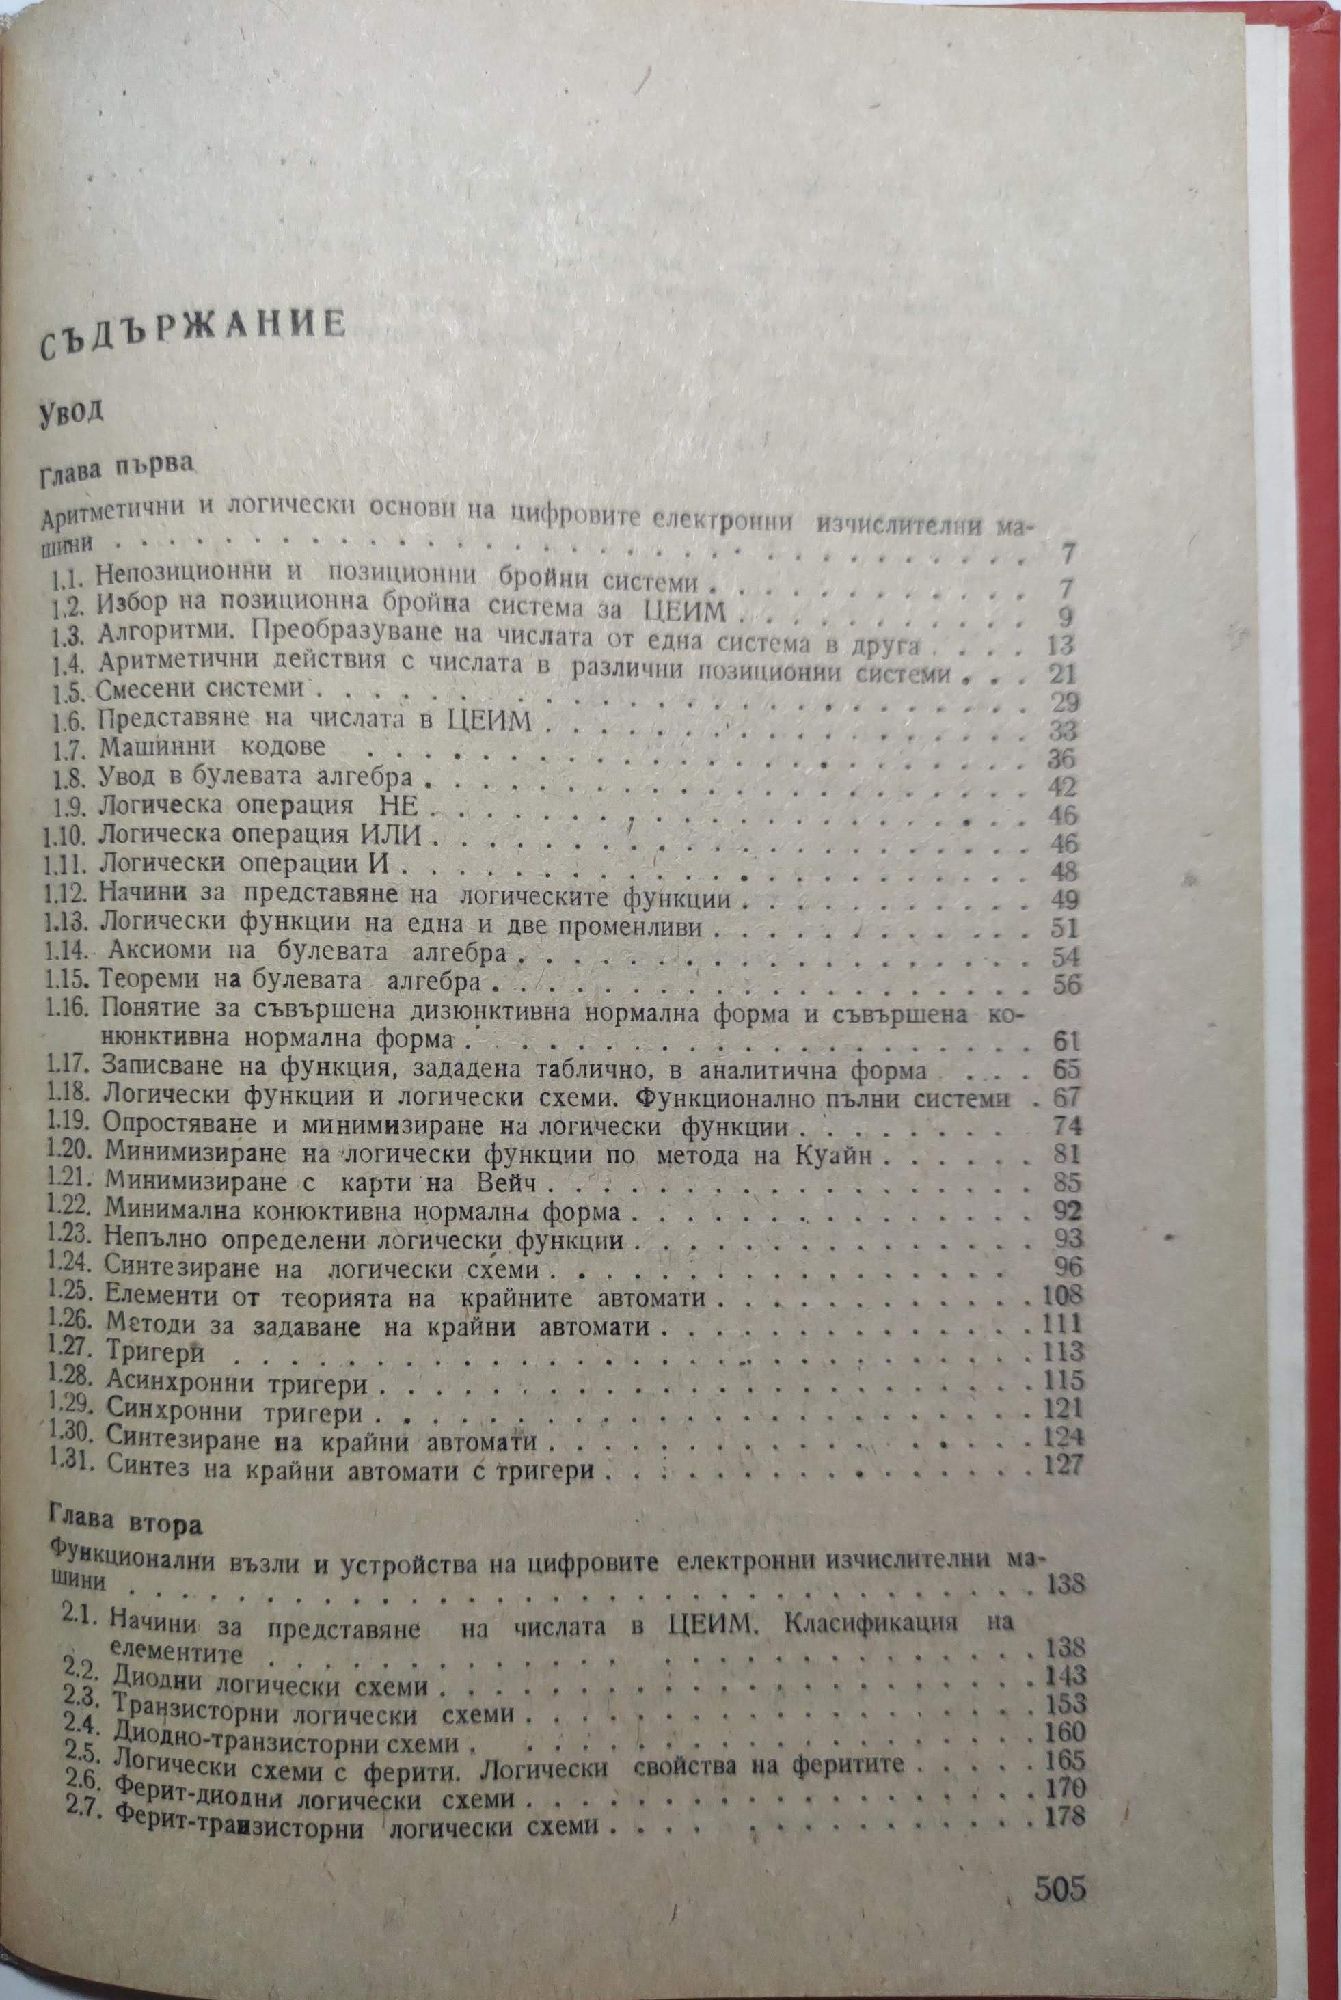 СЪДЪРЖАНИЕ
Увод
Глава първа
Аритметични и логически основи на цифровите електронни изчислителни ма-
шини . . . . . . . . . . 7
1.1. Непозиционни и позиционни бройни системи . . . . . . . . . . 7
1.2. Избор на позиционна бройна система за ЦЕИМ . . . . . . . . . . 9
1.3. Алгоритми. Преобразуване на числата от една система в друга . . . . 13
1.4. Аритметични действия с числата в различни позиционни системи . . . 21
1.5. Смесени системи . . . . . . . . . . 29
1.6. Представяне на числата в ЦЕИМ . . . . . . . . . . 33
1.7. Машинни кодове . . . . . . . . . . 36
1.8. Увод в булевата алгебра . . . . . . . . . . 42
1.9. Логическа операция НЕ . . . . . . . . . . 46
1.10. Логическа операция ИЛИ . . . . . . . . . . 46
1.11. Логически операции И . . . . . . . . . . 48
1.12. Начини за представяне на логическите функции . . . . . . . . . . 49
1.13. Логически функции на една и две променливи . . . . . . . . . . 51
1.14. Аксиоми на булевата алгебра . . . . . . . . . . 54
1.15. Теореми на булевата алгебра . . . . . . . . . . 56
1.16. Понятие за съвършена дизюнктивна нормална форма и съвършена ко-
нюнктивна нормална форма . . . . . . . . . . 61
1.17. Записване на функция, зададена таблично, в аналитична форма . . . . 65
1.18. Логически функции и логически схеми. Функционално пълни системи . 67
1.19. Опростяване и минимизиране на логически функции . . . . . . . . 74
1.20. Минимизиране на логически функции по метода на Куайн . . . . . . 81
1.21. Минимизиране с карти на Вейч . . . . . . . . . . 85
1.22. Минимална конюктивна нормална форма . . . . . . . . . . 92
1.23. Непълно определени логически функции . . . . . . . . . . 93
1.24. Синтезиране на логически схеми . . . . . . . . . . 96
1.25. Елементи от теорията на крайните автомати . . . . . . . . . . 108
1.26. Методи за задаване на крайни автомати . . . . . . . . . . 111
1.27. Тригери . . . . . . . . . . 113
1.28. Асинхронни тригери . . . . . . . . . . 115
1.29. Синхронни тригери . . . . . . . . . . 121
1.30. Синтезиране на крайни автомати . . . . . . . . . . 124
1.31. Синтез на крайни автомати с тригери . . . . . . . . . . 127
Глава втора
Функционални възли и устройства на цифровите електронни изчислителни ма-
шини . . . . . . . . . . 138
2.1. Начини за представяне на числата в ЦЕИМ. Класификация на
елементите . . . . . . . . . . 138
2.2. Диодни логически схеми . . . . . . . . . . 143
2.3. Транзисторни логически схеми . . . . . . . . . . 153
2.4. Диодно-транзисторни схеми . . . . . . . . . . 160
2.5. Логически схеми с ферити. Логически свойства на феритите . . . . . 165
2.6. Ферит-диодни логически схеми . . . . . . . . . . 170
2.7. Ферит-транзисторни логически схеми . . . . . . . . . . 178
505